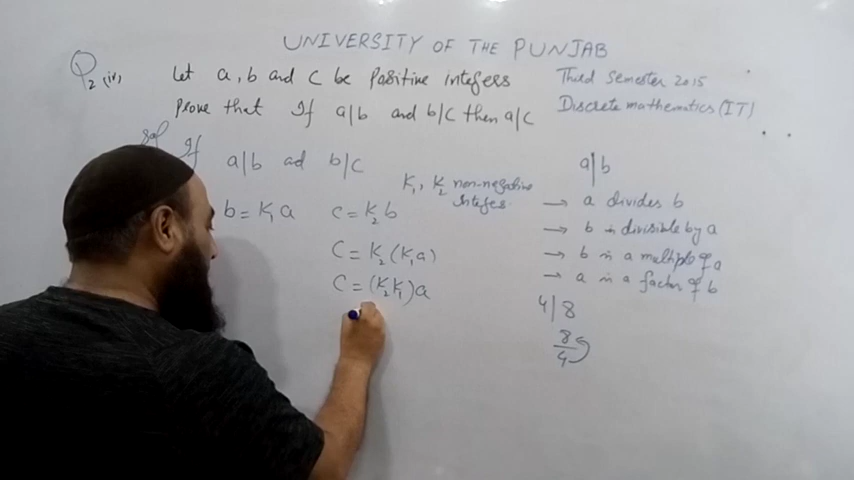 UNIVERSITY OF THE PUNJAB
Q2(iv) Let a, b and c be Positive integers
Prove that If a|b and b|c then a|c
Third Semester 2015
Discrete mathematics (IT)
Sol
If a|b ad b|c
K₁, K₂ non-negative
Integes.
b = K₁a c = K₂b
C = K₂(K₁a)
C = (K₂K₁)a
a|b
→ a divides b
→ b is divisible by a
→ b is a multiple of a
→ a is a factor of b
4|8
8
4